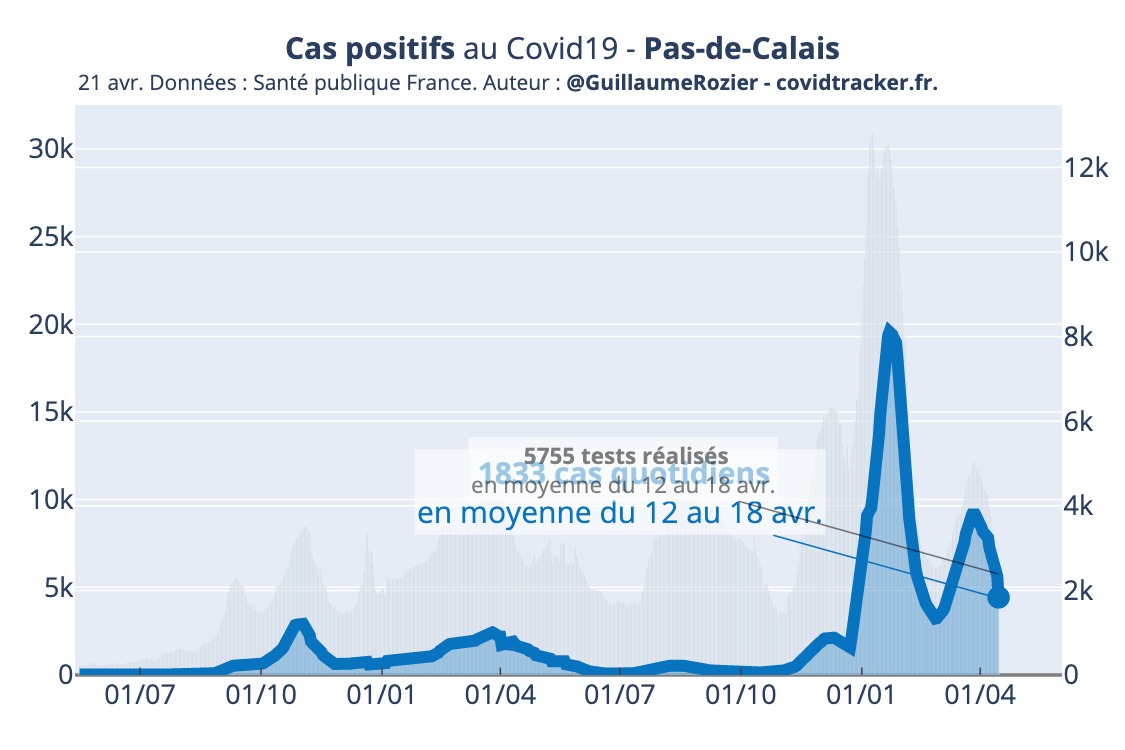 Cas positifs au Covid19 - Pas-de-Calais
21 avr. Données : Santé publique France. Auteur : @GuillaumeRozier - covidtracker.fr.
30k
25k
20k
15k
10k
5k
0
12k
10k
8k
6k
4k
2k
0
5755 tests réalisés
1833 cas quotidiens
en moyenne du 12 au 18 avr.
en moyenne du 12 au 18 avr.
01/07 01/10 01/01 01/04 01/07 01/10 01/01 01/04